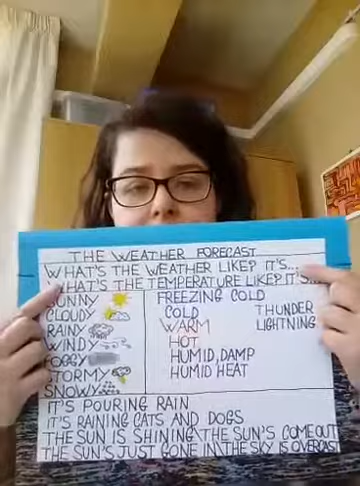 THE WEATHER FORECAST
WHAT'S THE WEATHER LIKE? IT'S...
WHAT'S THE TEMPERATURE LIKE? IT'S...
SUNNY
CLOUDY
RAINY
WINDY
FOGGY
STORMY
SNOWY
FREEZING COLD
COLD
WARM
HOT
HUMID, DAMP
HUMID HEAT
THUNDER
LIGHTNING
IT'S POURING RAIN
IT'S RAINING CATS AND DOGS
THE SUN IS SHINING THE SUN'S COME OUT
THE SUN'S JUST GONE IN THE SKY IS OVERCAST